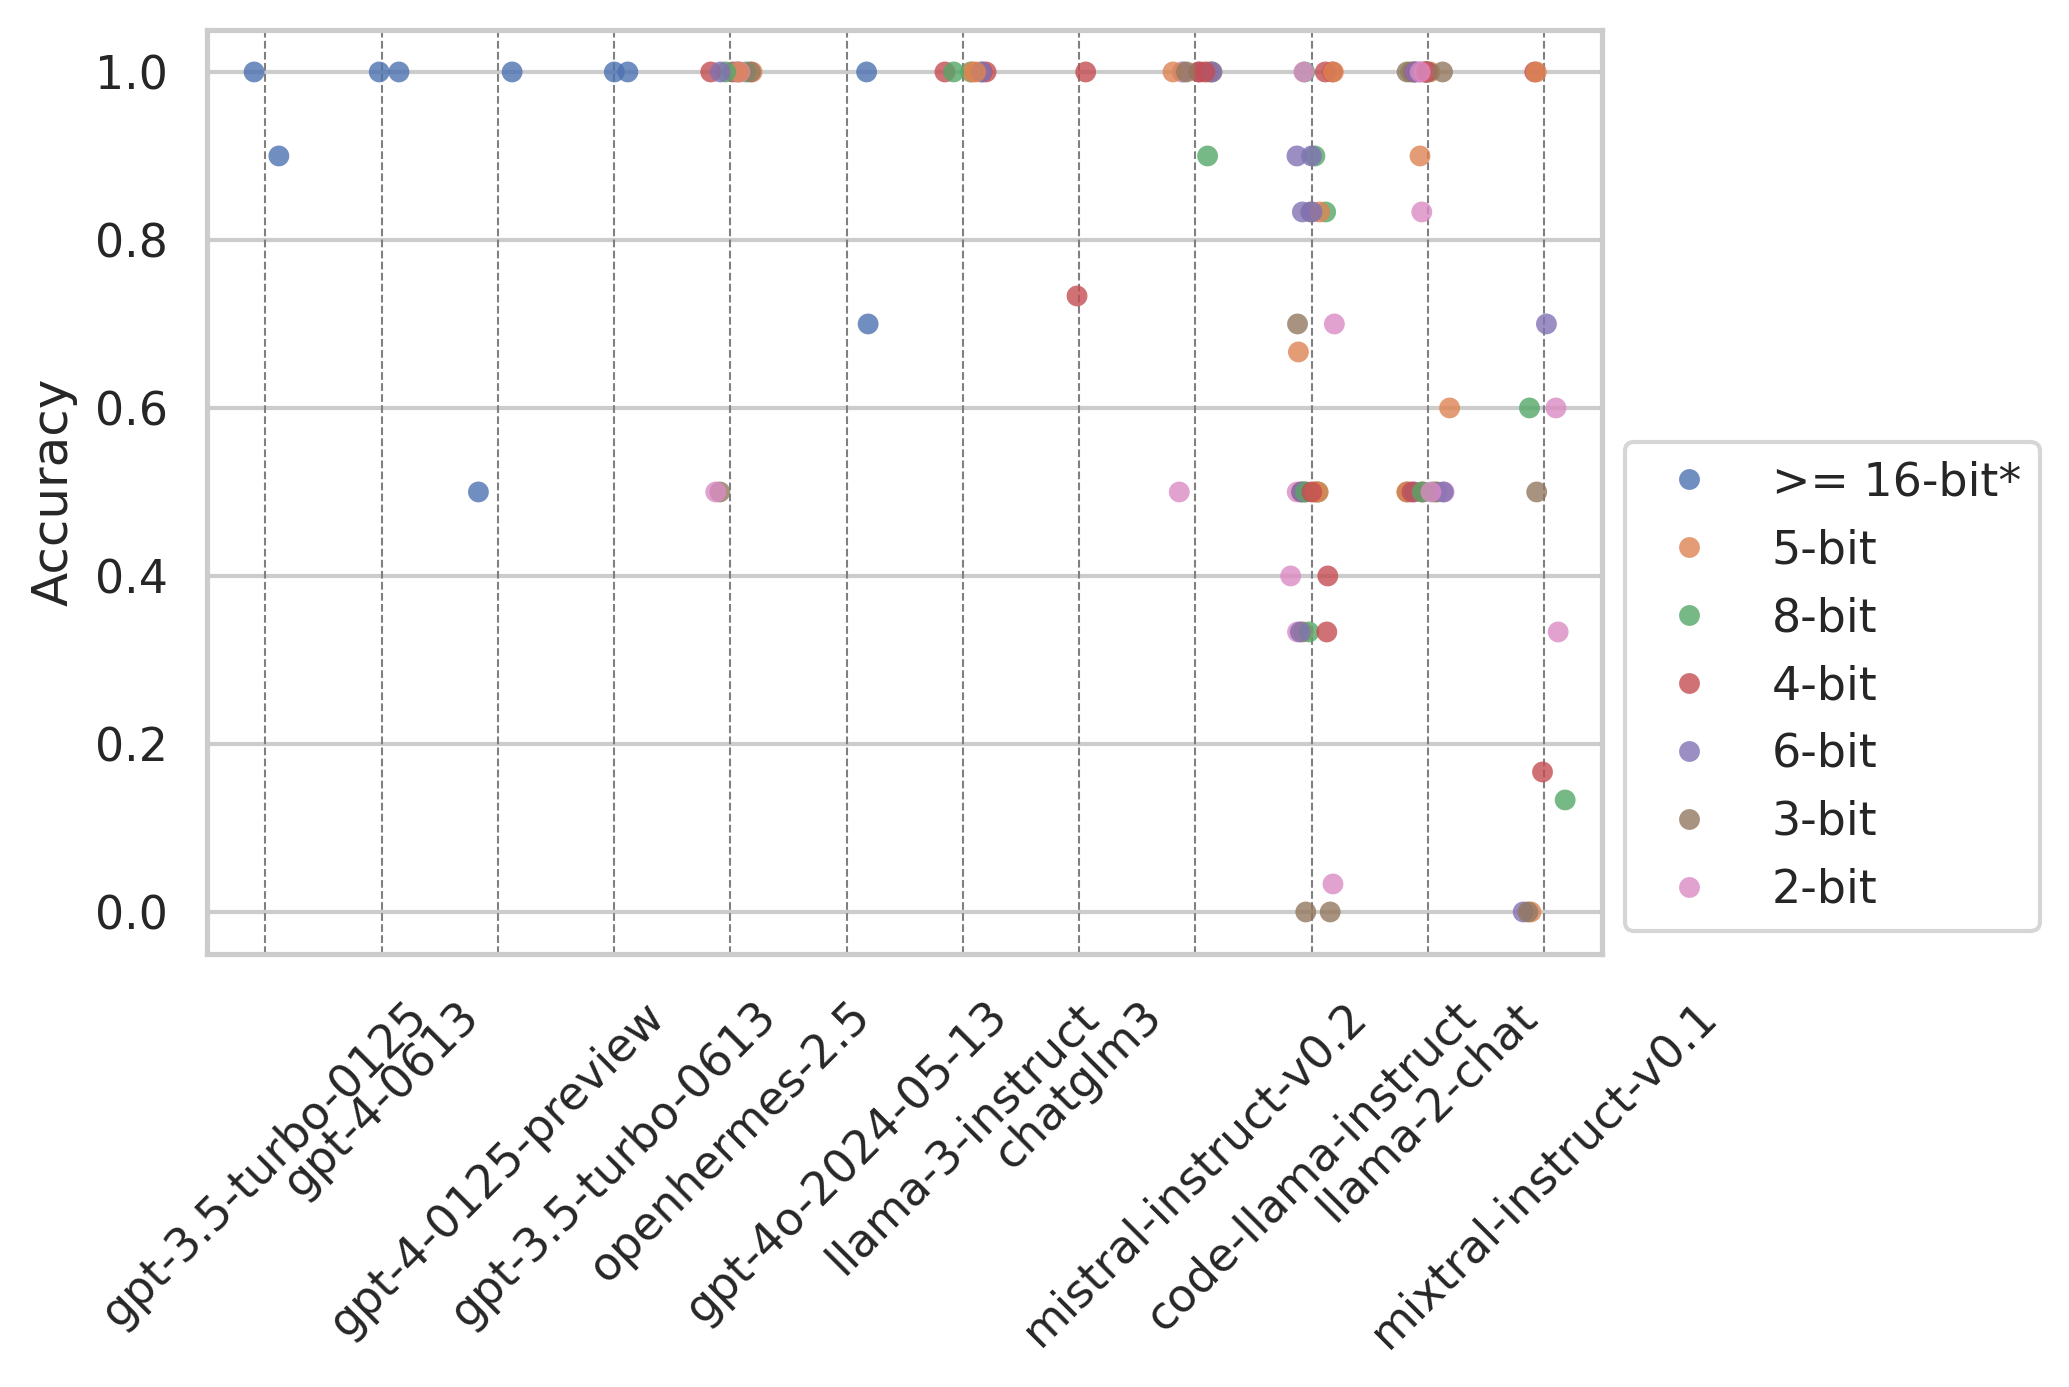 Accuracy
1.0
0.8
0.6
0.4
0.2
0.0
gpt-3.5-turbo-0125
gpt-4-0613
gpt-4-0125-preview
gpt-3.5-turbo-0613
openhermes-2.5
gpt-4o-2024-05-13
llama-3-instruct
chatglm3
mistral-instruct-v0.2
code-llama-instruct
llama-2-chat
mixtral-instruct-v0.1
>= 16-bit*
5-bit
8-bit
4-bit
6-bit
3-bit
2-bit